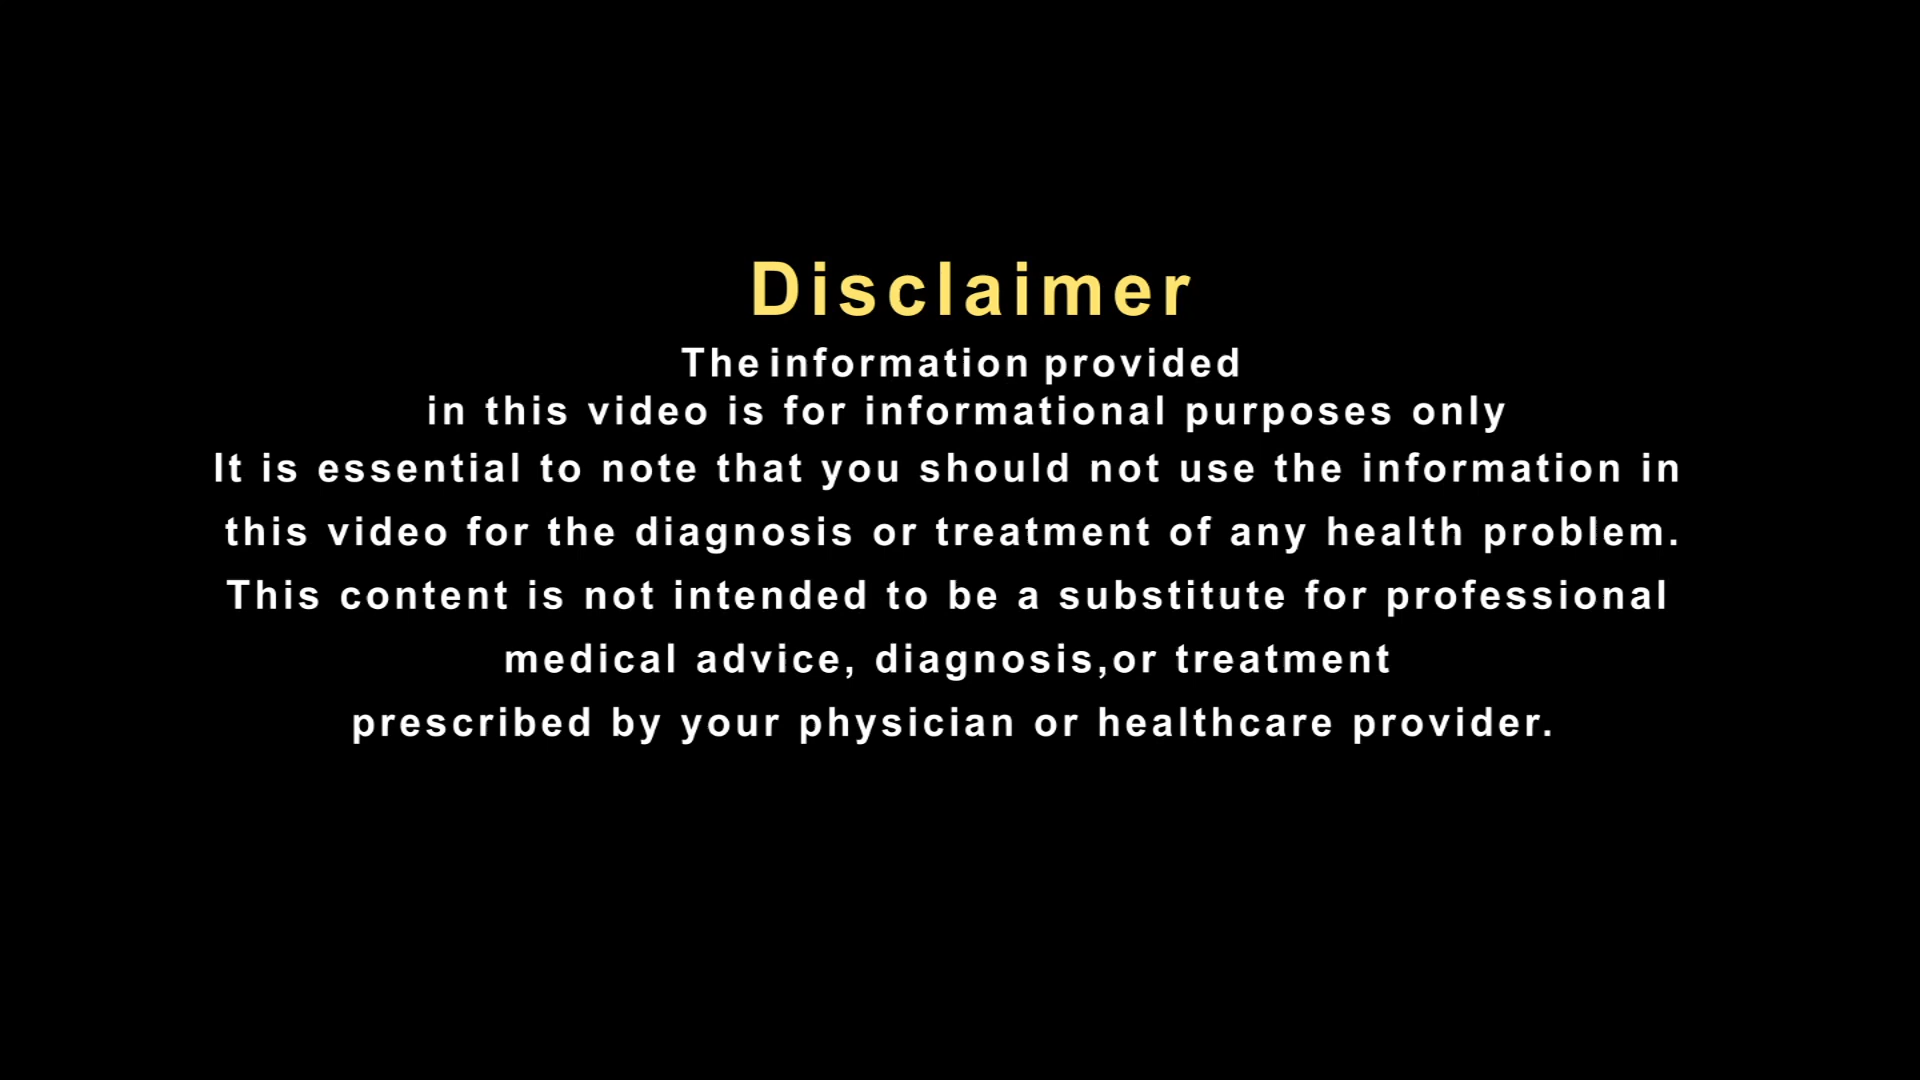 Disclaimer
The information provided
in this video is for informational purposes only
It is essential to note that you should not use the information in
this video for the diagnosis or treatment of any health problem.
This content is not intended to be a substitute for professional
medical advice, diagnosis,or treatment
prescribed by your physician or healthcare provider.